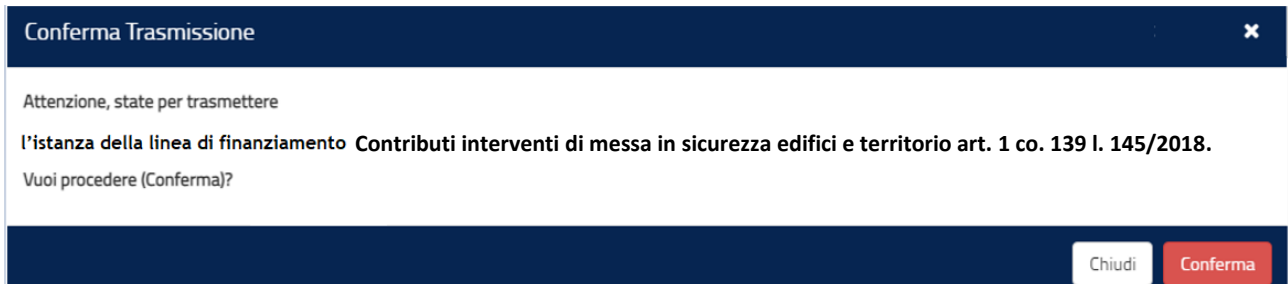 Conferma Trasmissione
Attenzione, state per trasmettere
l'istanza della linea di finanziamento Contributi interventi di messa in sicurezza edifici e territorio art. 1 co. 139 l. 145/2018.
Vuoi procedere (Conferma)?
Chiudi Conferma